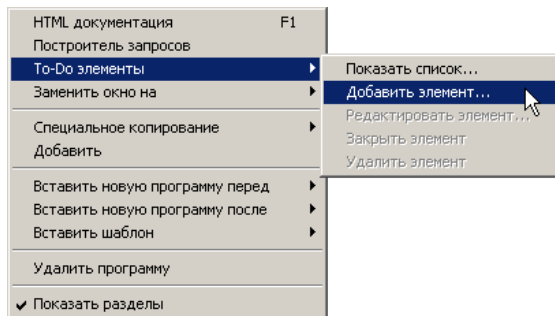 HTML документация F1
Построитель запросов
To-Do элементы
Заменить окно на
Специальное копирование
Добавить
Вставить новую программу перед
Вставить новую программу после
Вставить шаблон
Удалить программу
Показать разделы
Показать список...
Добавить элемент...
Редактировать элемент...
Закрыть элемент
Удалить элемент